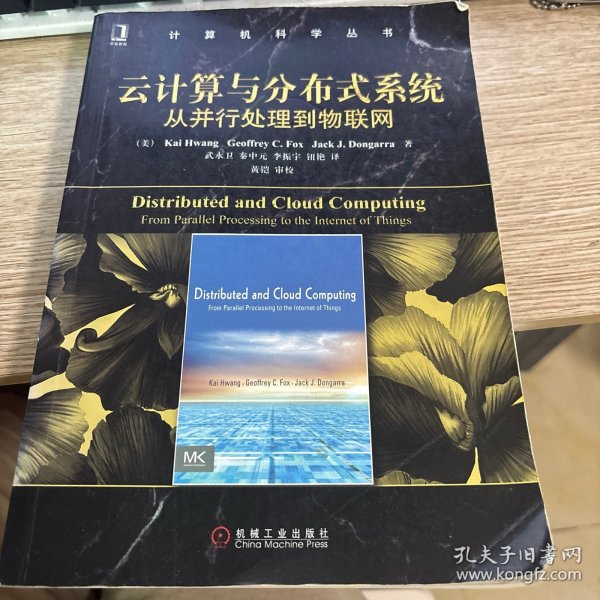 计算机科学丛书
云计算与分布式系统
从并行处理到物联网
(美) Kai Hwang Geoffrey C. Fox Jack J. Dongarra 著
武永卫 秦中元 李振宇 钮艳 译
黄铠 审校
Distributed and Cloud Computing
From Parallel Processing to the Internet of Things
Distributed and Cloud Computing
From Parallel Processing to the Internet of Things
Kai Hwang · Geoffrey C. Fox · Jack J. Dongarra
MK
机械工业出版社
China Machine Press
孔夫子旧书网
www.kongfz.com